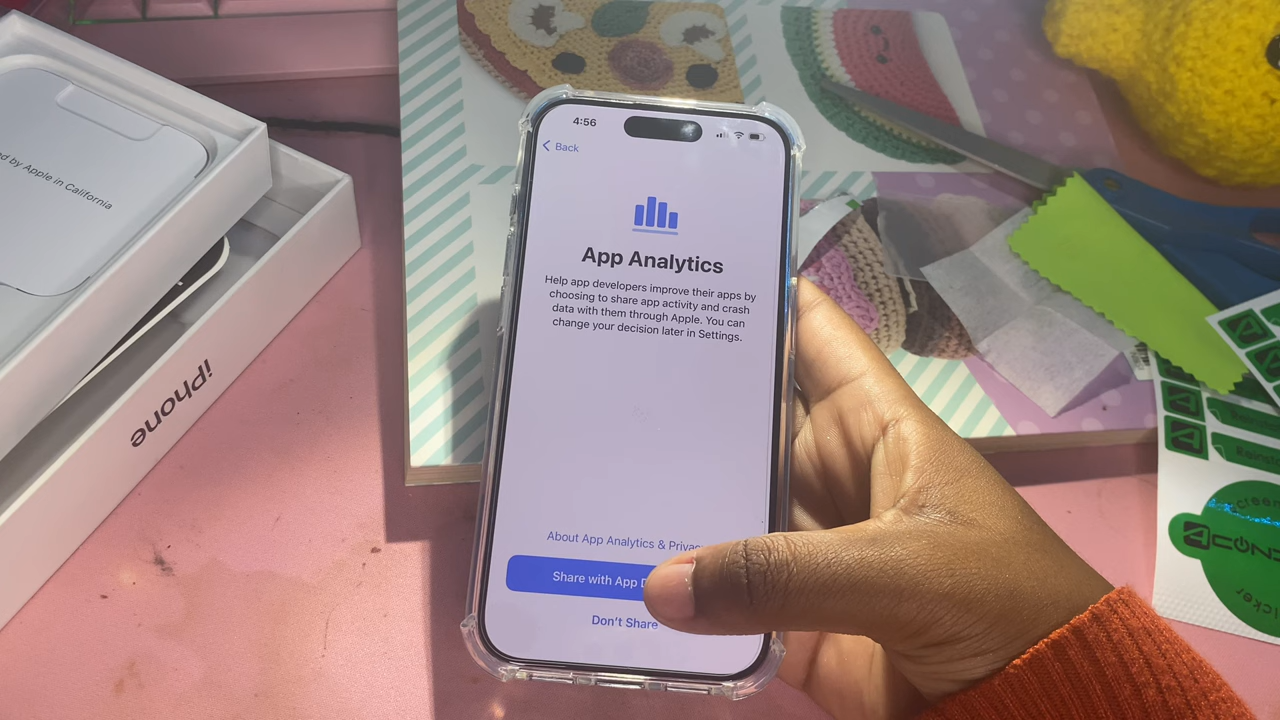 ed by Apple in California
iPhone
4:56
Back
App Analytics
Help app developers improve their apps by
choosing to share app activity and crash
data with them through Apple. You can
change your decision later in Settings.
About App Analytics &
Share with App
Don't Share